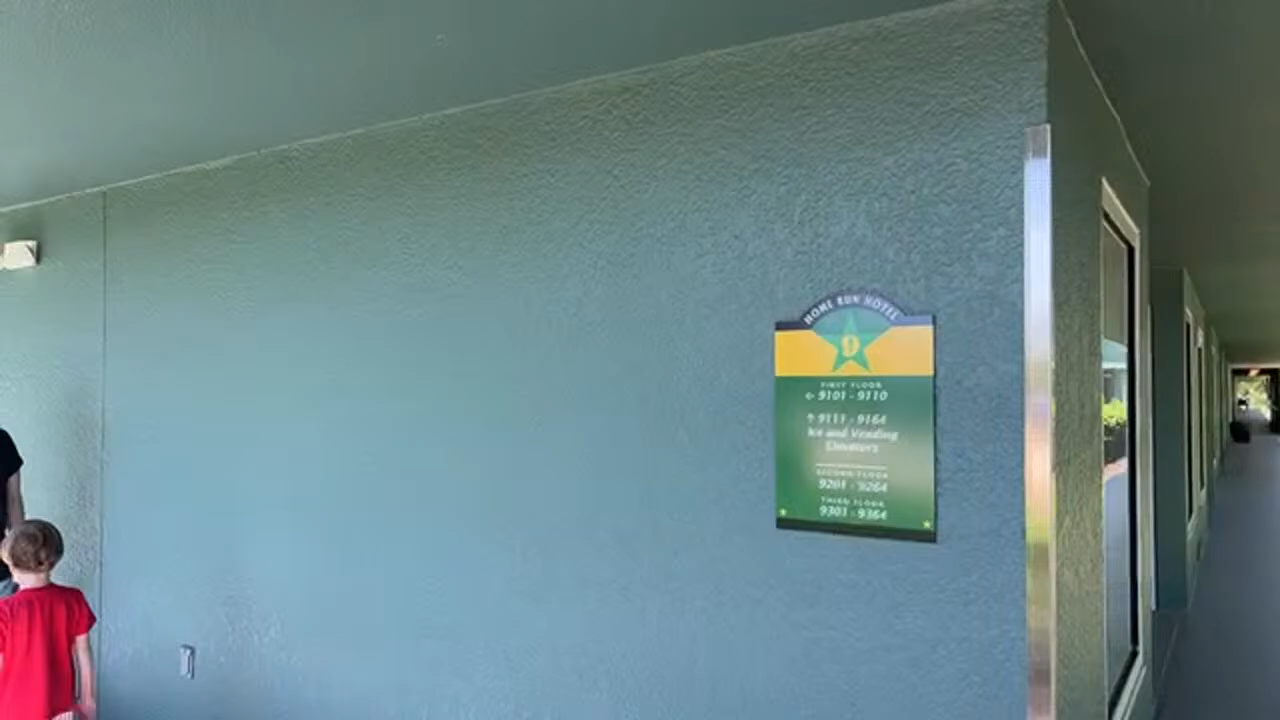 HOME RUN HOTEL
9
FIRST FLOOR
← 9101 - 9110
↑ 9111 - 9164
Ice and Vending
Elevators
SECOND FLOOR
9201 - 9264
THIRD FLOOR
9301 - 9364